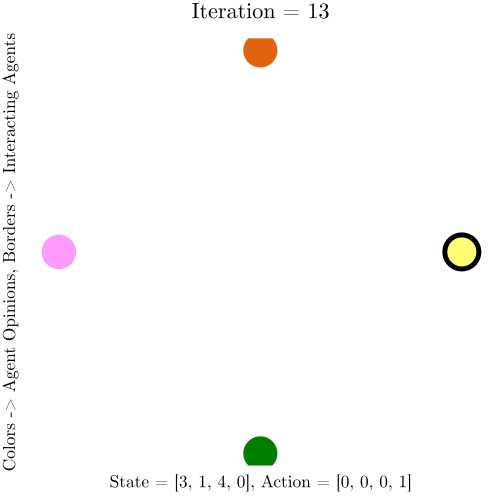 Iteration = 13
Colors -> Agent Opinions, Borders -> Interacting Agents
State = [3, 1, 4, 0], Action = [0, 0, 0, 1]